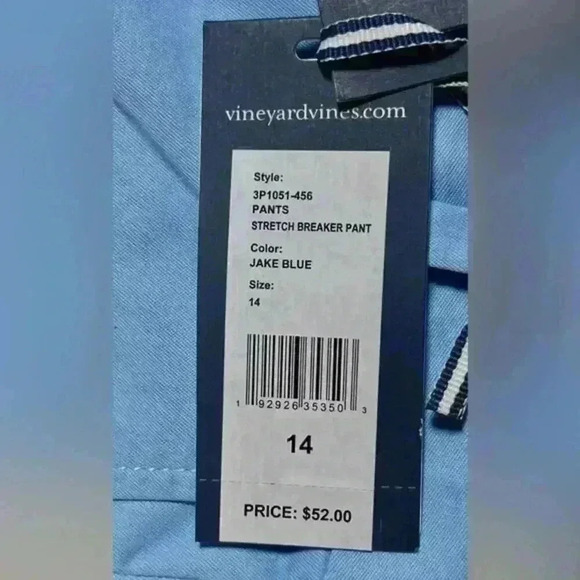 vineyardvines.com
Style:
3P1051-456
PANTS
STRETCH BREAKER PANT
Color:
JAKE BLUE
Size:
14
1 92926 35350 3
14
PRICE: $52.00